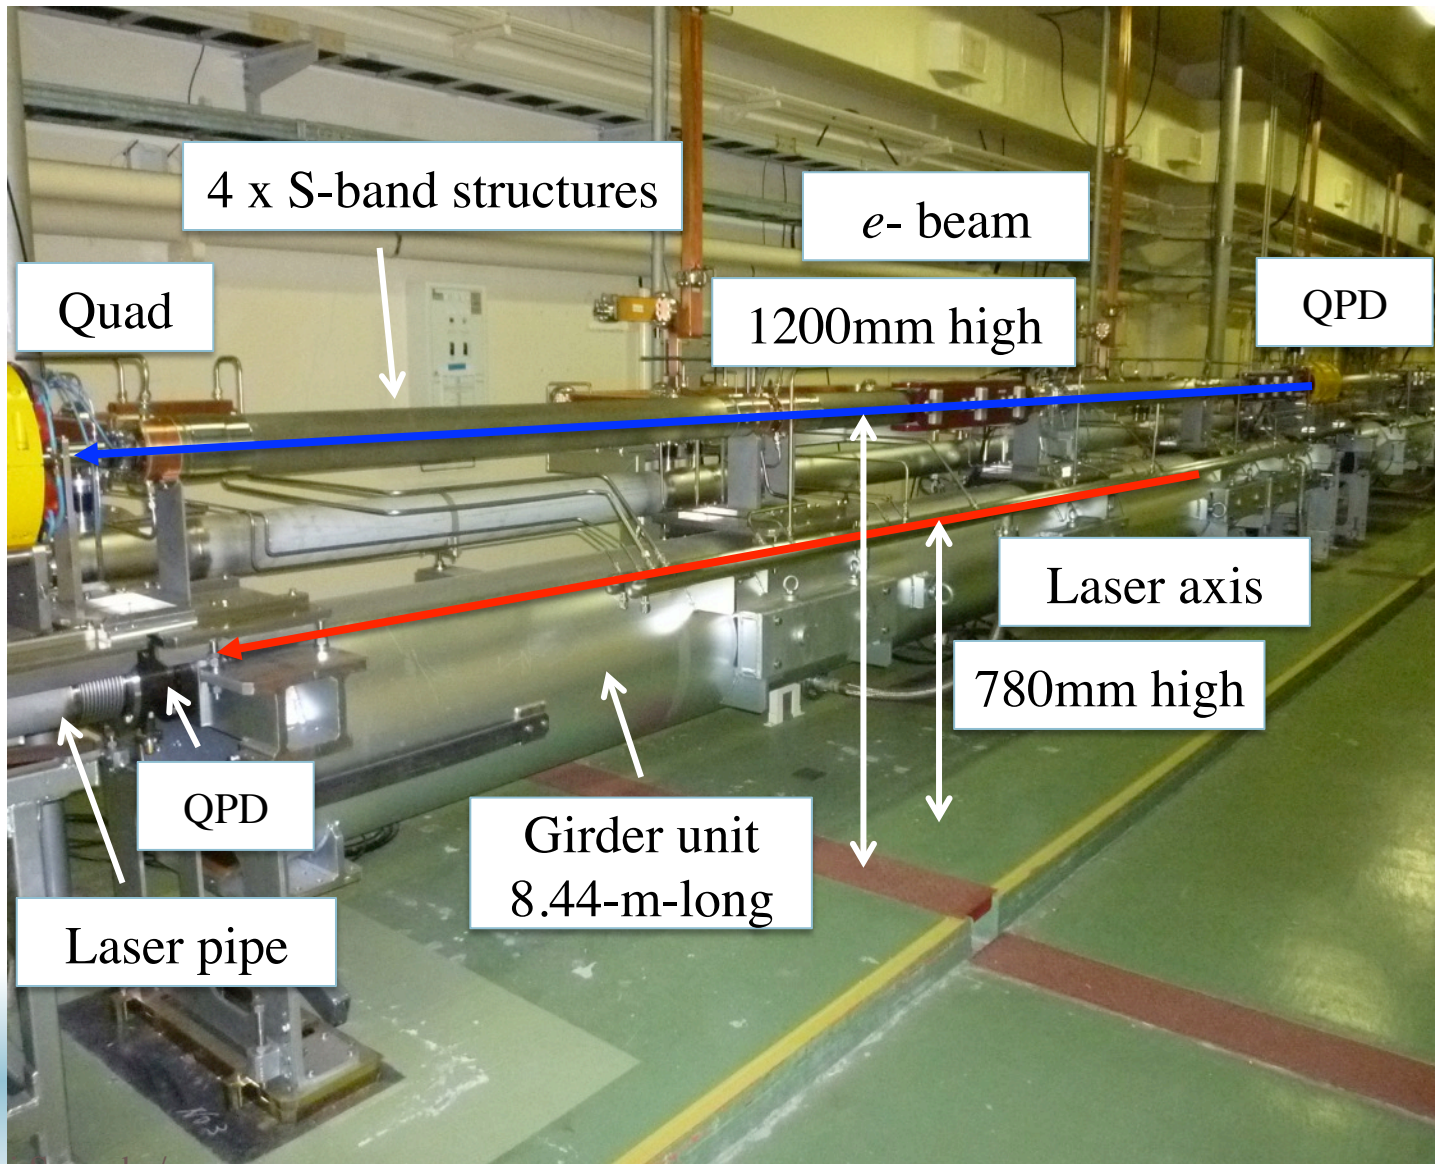 4 x S-band structures
e- beam
Quad
1200mm high
QPD
Laser axis
780mm high
QPD
Girder unit
8.44-m-long
Laser pipe
No3